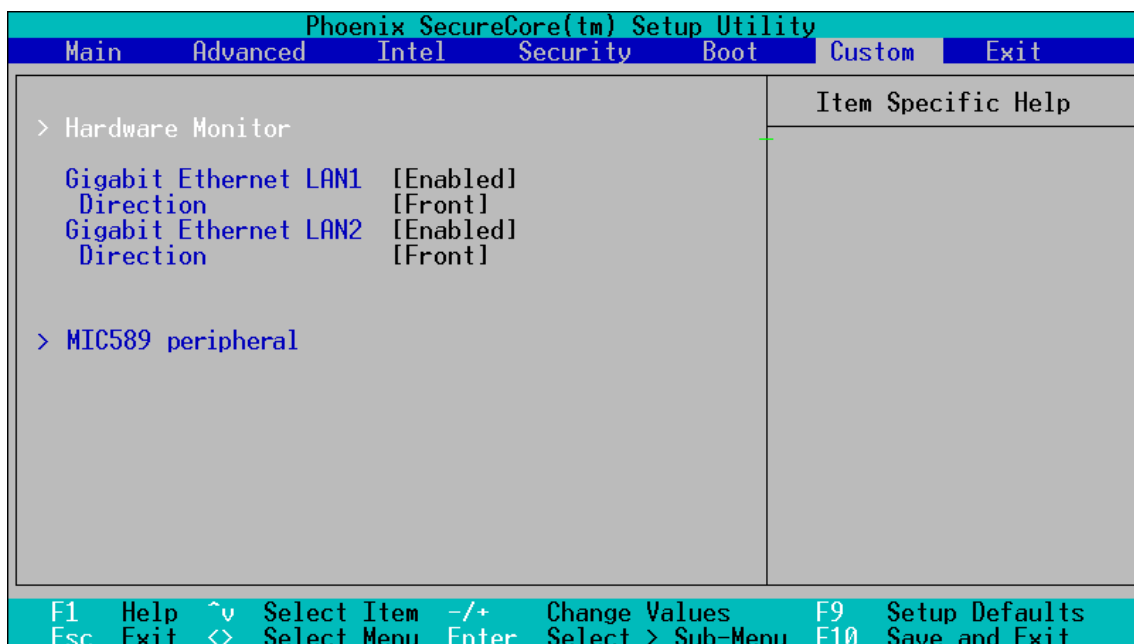 Phoenix SecureCore(tm) Setup Utility
Main Advanced Intel Security Boot Custom Exit
Item Specific Help
> Hardware Monitor
Gigabit Ethernet LAN1 [Enabled]
Direction [Front]
Gigabit Ethernet LAN2 [Enabled]
Direction [Front]
> MIC589 peripheral
F1 Help ^v Select Item -/+ Change Values F9 Setup Defaults
Esc Exit <> Select Menu Enter Select > Sub-Menu F10 Save and Exit